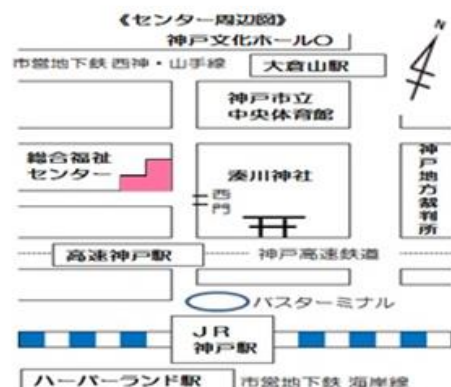 《センター周辺図》
神戸文化ホール〇
N
市営地下鉄 西神・山手線
大倉山駅
神戸市立
中央体育館
総合福祉
センター
湊川神社
西門
神戸地方裁判所
高速神戸駅
神戸高速鉄道
バスターミナル
JR
神戸駅
ハーバーランド駅
市営地下鉄 海岸線